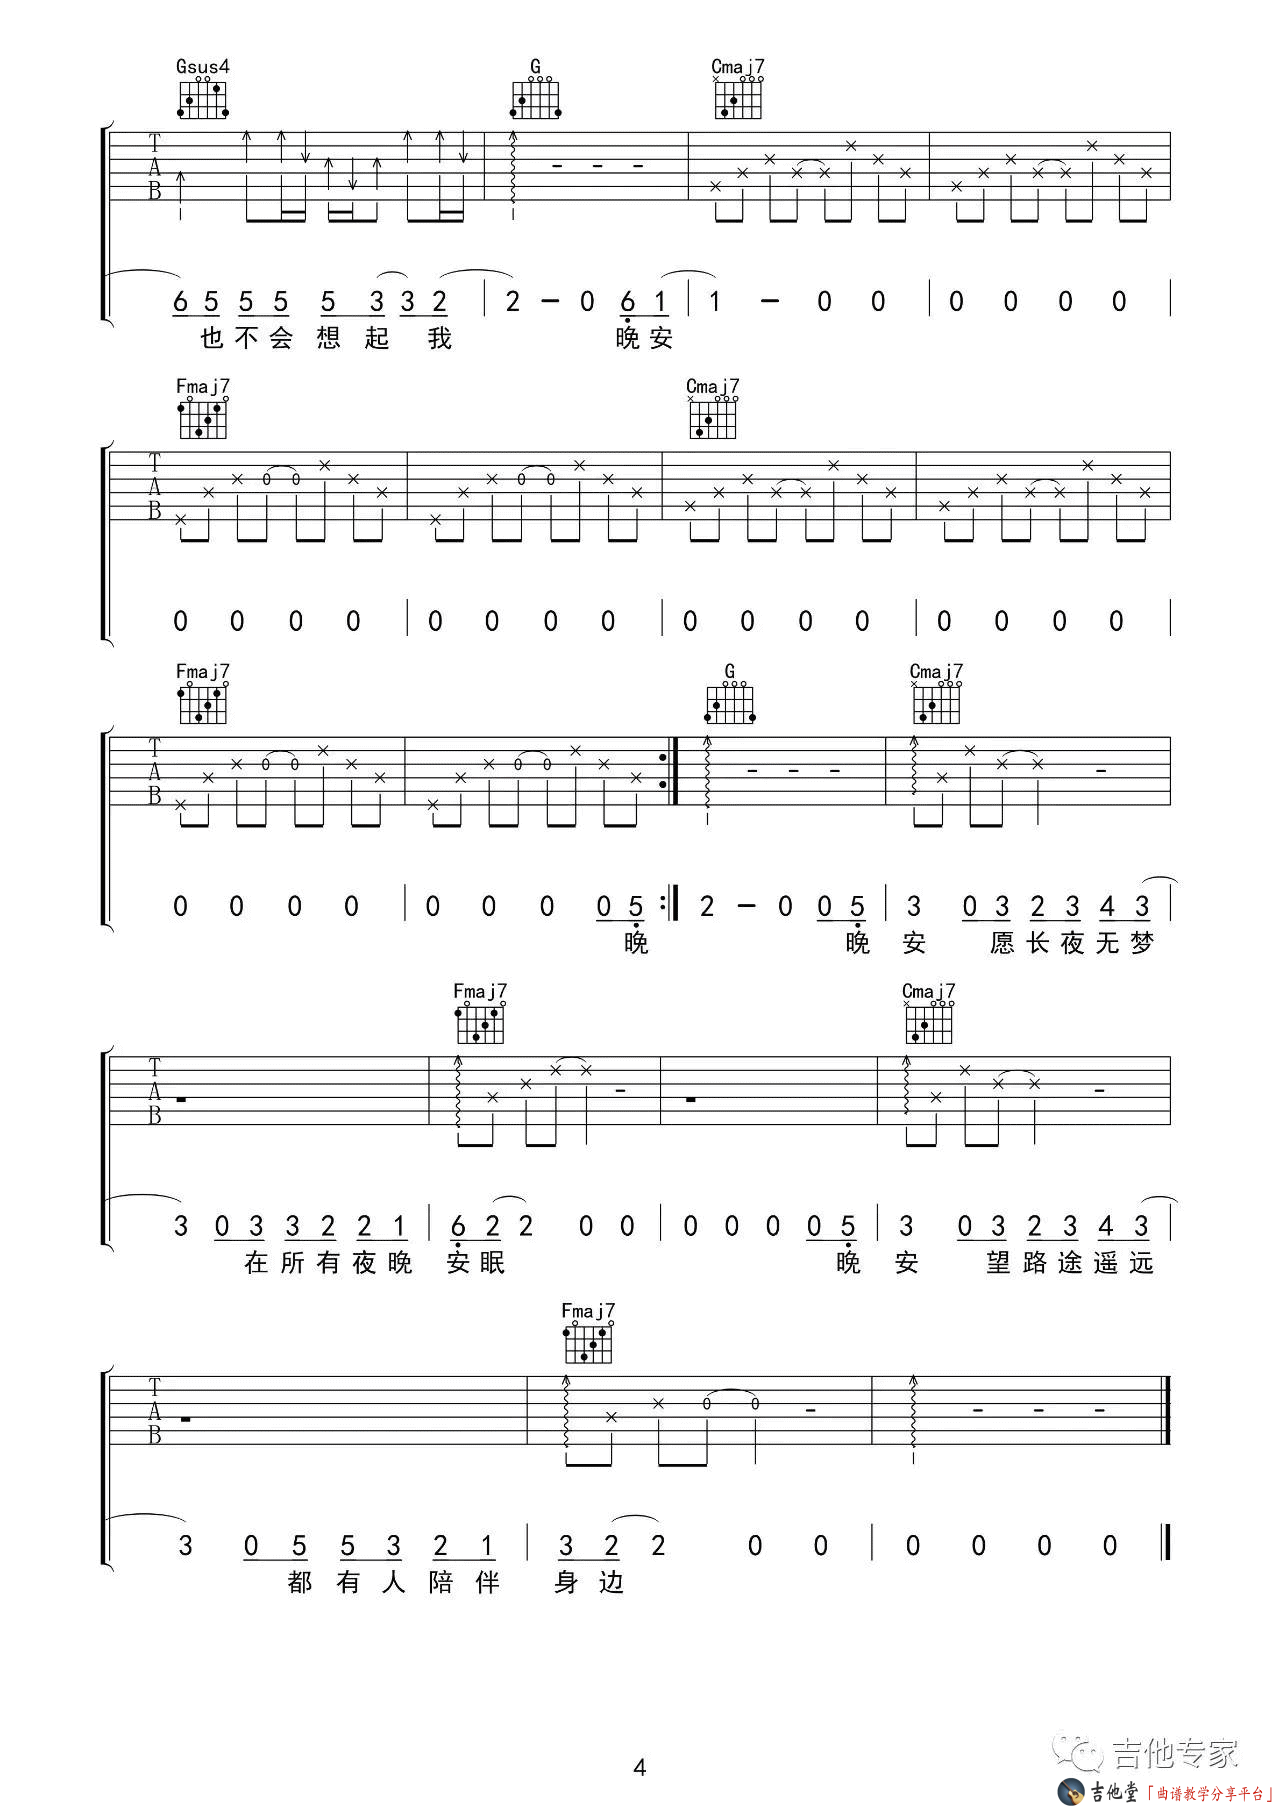 Gsus4 G Cmaj7
T
A
B
6 5 5 5 5 3 3 2 2 - 0 6 1 1 - 0 0 0 0 0 0
也不会想起我 晚安
Fmaj7 Cmaj7
T
A
B
0 0 0 0 0 0 0 0 0 0 0 0 0 0 0 0
Fmaj7 G Cmaj7
T
A
B
0 0 0 0 0 0 0 0 5 2 - 0 0 5 3 0 3 2 3 4 3
晚 晚 安 愿长夜无梦
Fmaj7 Cmaj7
T
A
B
3 0 3 3 2 2 1 6 2 2 0 0 0 0 0 0 5 3 0 3 2 3 4 3
在所有夜晚 安眠 晚 安 望路途遥远
Fmaj7
T
A
B
3 0 5 5 3 2 1 3 2 2 0 0 0 0 0 0
都有人陪伴 身边
4
吉他专家
吉他堂「曲谱教学分享平台」